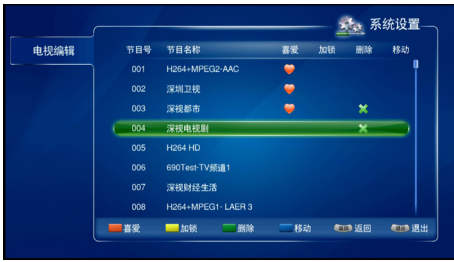 系统设置
电视编辑
节目号 节目名称 喜爱 加锁 删除 移动
001 H264+MPEG2-AAC
002 深圳卫视
003 深视都市
004 深视电视剧
005 H264 HD
006 690Test-TV频道1
007 深视财经生活
008 H264+MPEG1- LAER 3
喜爱 加锁 删除 移动 返回 退出